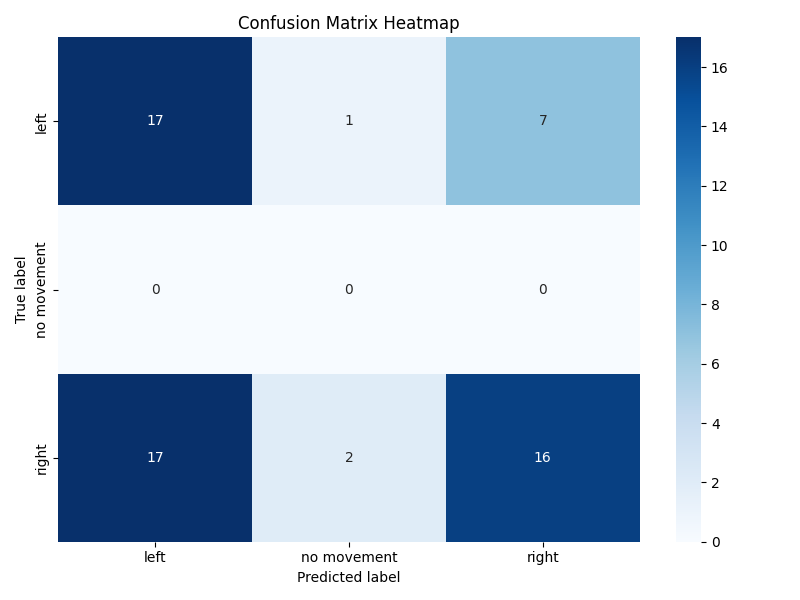 Confusion Matrix Heatmap
True label
left
no movement
right
17 1 7
0 0 0
17 2 16
left no movement right
Predicted label
16
14
12
10
8
6
4
2
0